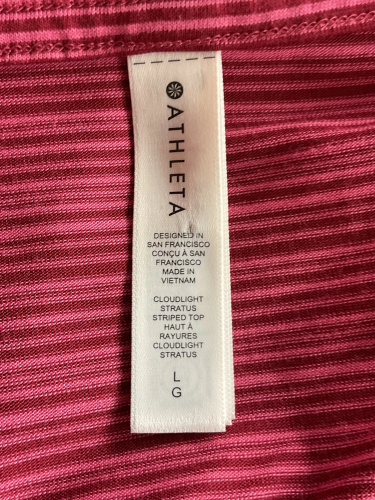 ATHLETA
DESIGNED IN
SAN FRANCISCO
CONÇU À SAN
FRANCISCO
MADE IN
VIETNAM
CLOUDLIGHT
STRATUS
STRIPED TOP
HAUT À
RAYURES
CLOUDLIGHT
STRATUS
L
G